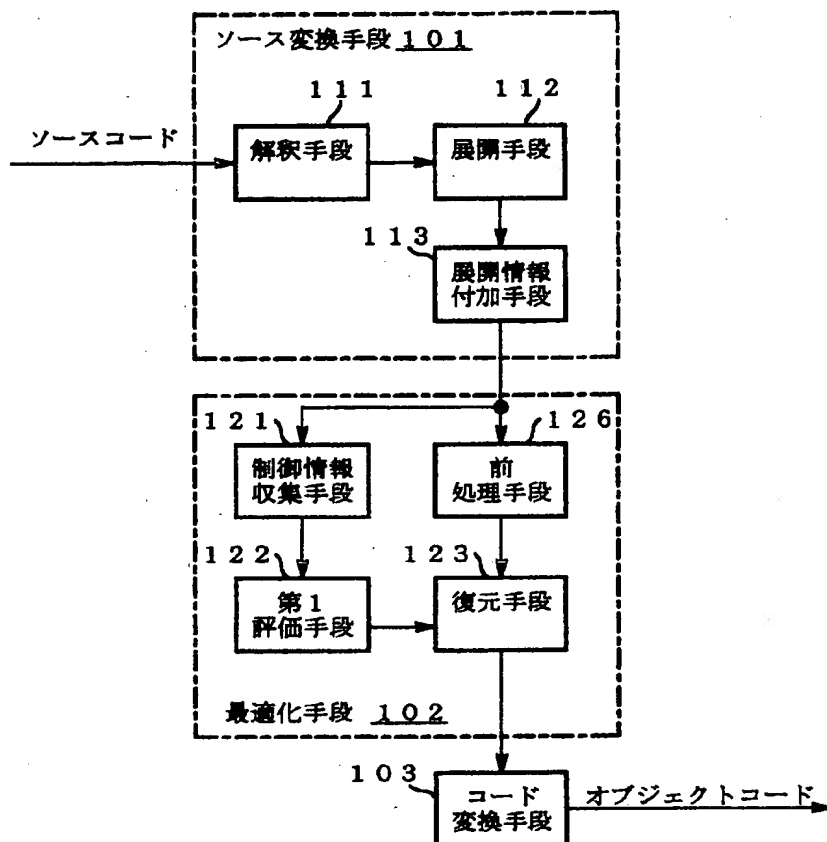 ソース変換手段 101
111
112
ソースコード
解釈手段
展開手段
113
展開情報
付加手段
121
126
制御情報
収集手段
前
処理手段
122
123
第1
評価手段
復元手段
最適化手段 102
103
コード
変換手段
オブジェクトコード